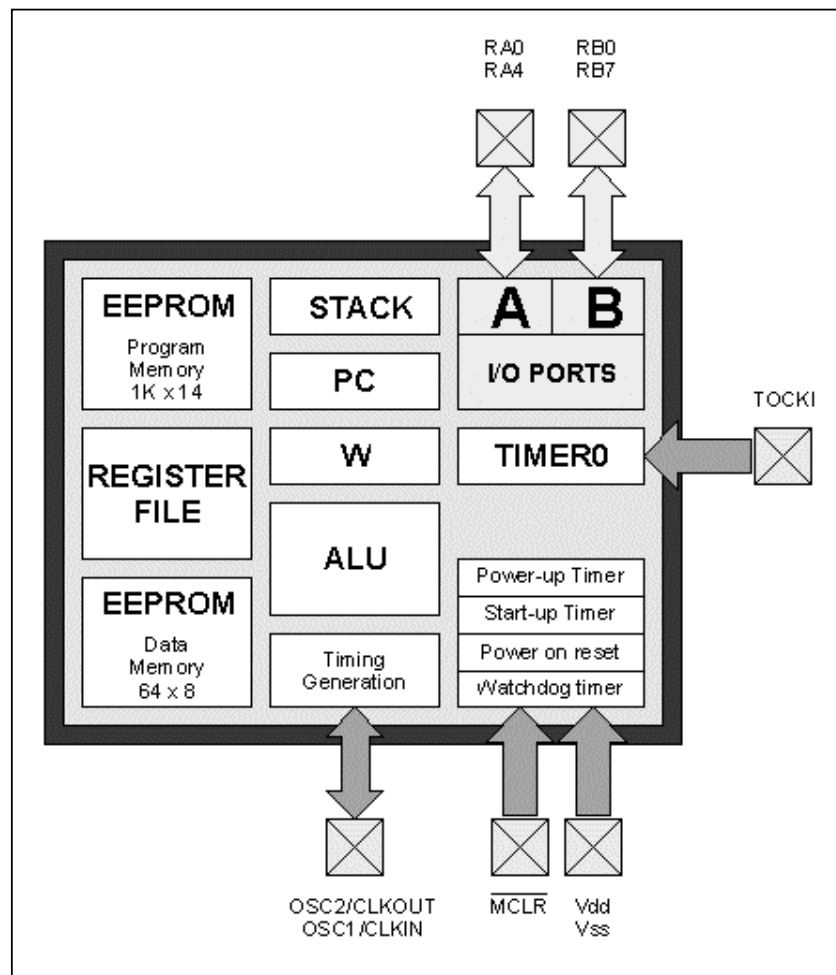 RA0
RA4
RB0
RB7
EEPROM
Program
Memory
1K x 14
STACK
A
B
PC
I/O PORTS
TOCKI
REGISTER
FILE
W
TIMER0
ALU
EEPROM
Data
Memory
64 x 8
Timing
Generation
Power-up Timer
Start-up Timer
Power on reset
Watchdog timer
OSC2/CLKOUT
OSC1/CLKIN
MCLR
Vdd
Vss